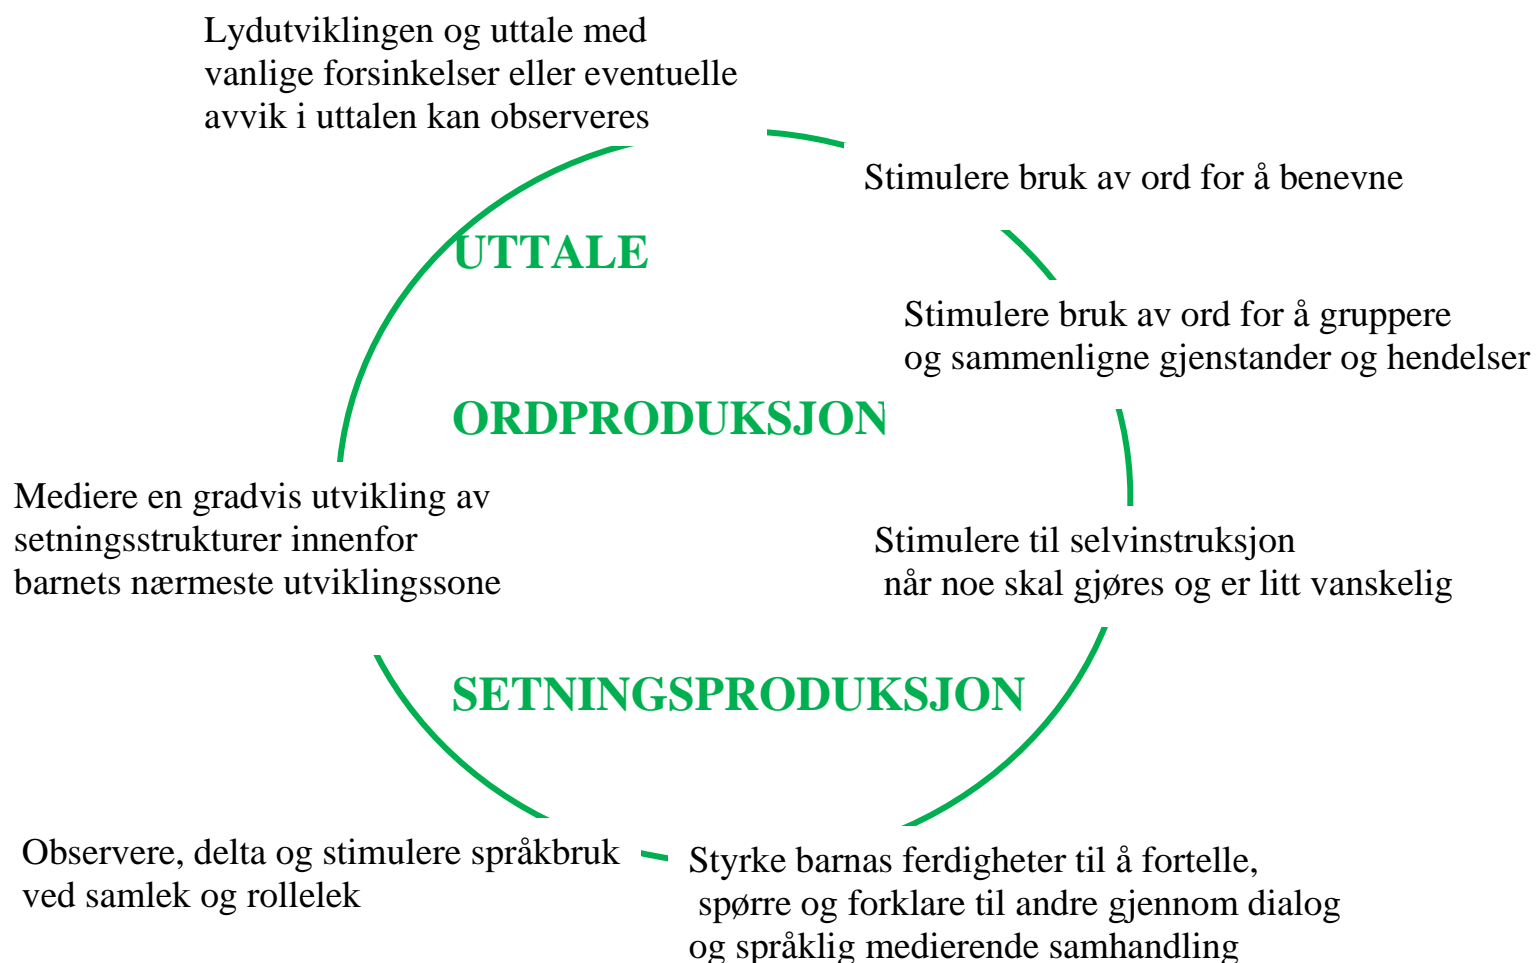 Lydutviklingen og uttale med
vanlige forsinkelser eller eventuelle
avvik i uttalen kan observeres
Stimulere bruk av ord for å benevne
UTTALE
Stimulere bruk av ord for å gruppere
og sammenligne gjenstander og hendelser
ORDPRODUKSJON
Mediere en gradvis utvikling av
setningsstrukturer innenfor
barnets nærmeste utviklingssone
Stimulere til selvinstruksjon
når noe skal gjøres og er litt vanskelig
SETNINGSPRODUKSJON
Observere, delta og stimulere språkbruk
ved samlek og rollelek
Styrke barnas ferdigheter til å fortelle,
spørre og forklare til andre gjennom dialog
og språklig medierende samhandling